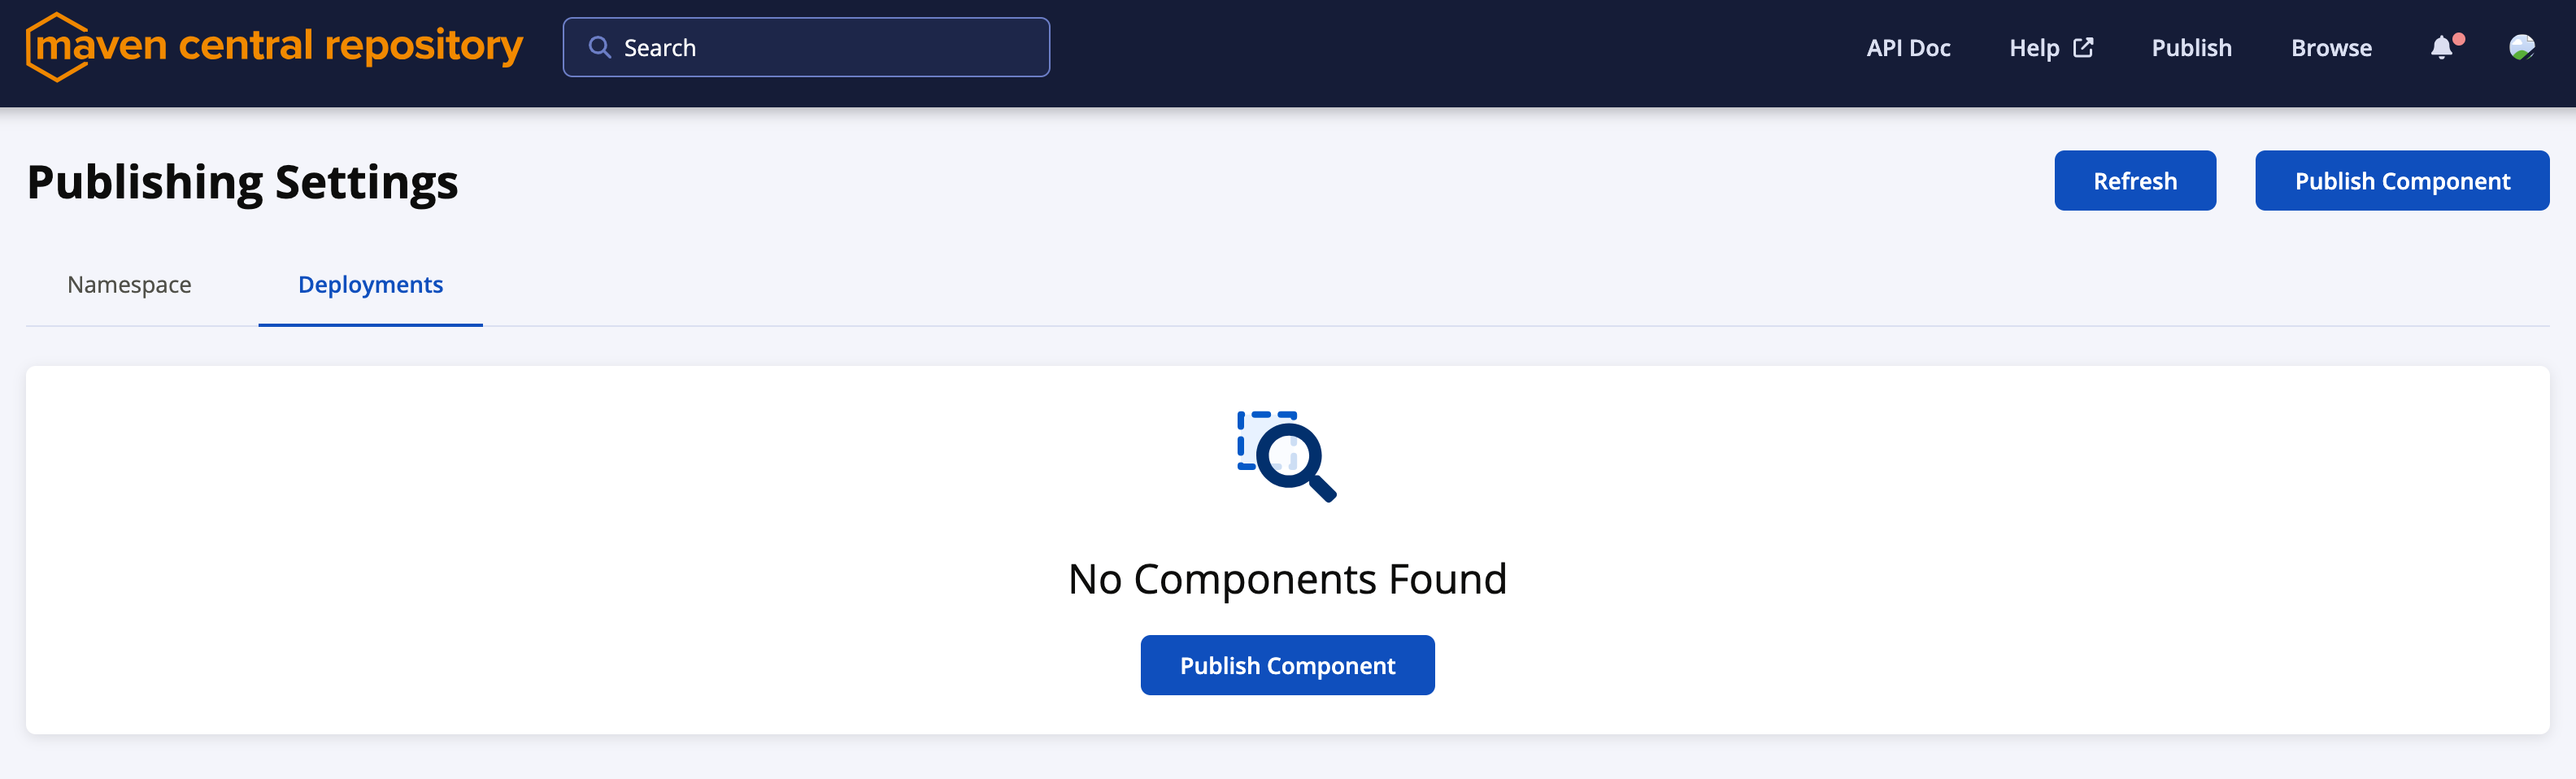 maven central repository
Search
API Doc
Help
Publish
Browse
Publishing Settings
Refresh
Publish Component
Namespace
Deployments
No Components Found
Publish Component